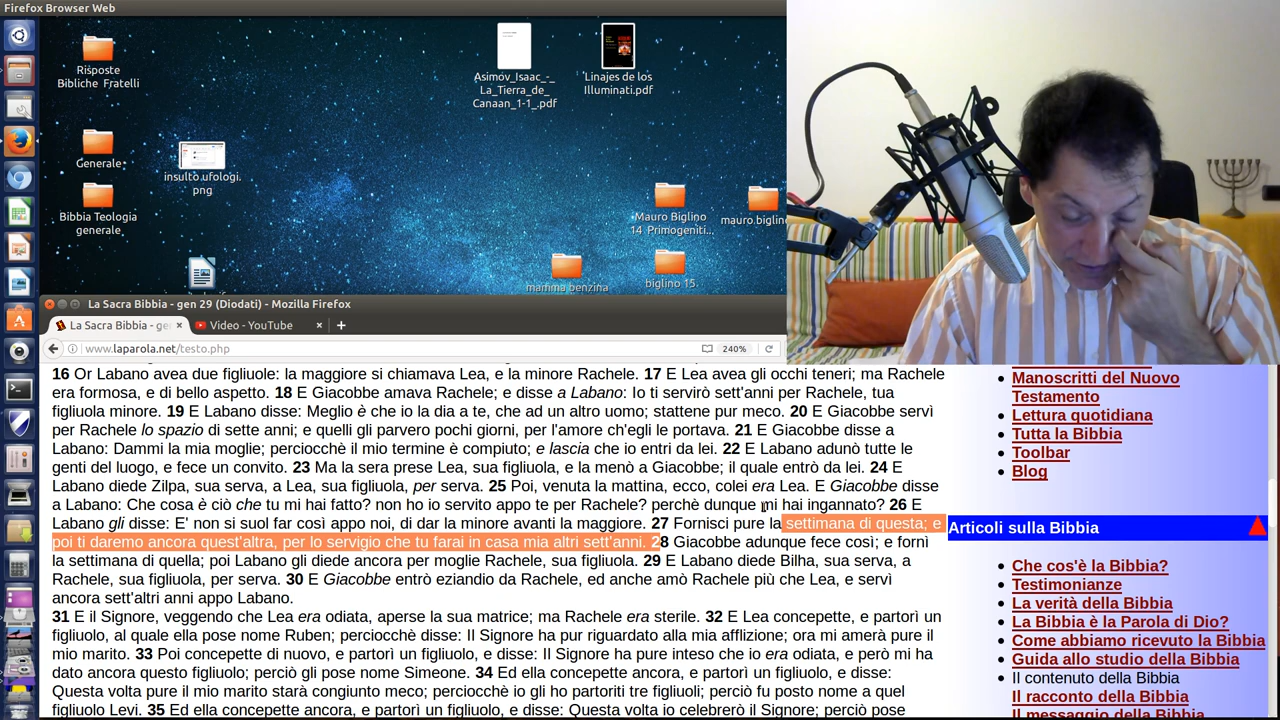 Firefox Browser Web
Risposte
Bibliche Fratelli
Generale
Bibbia Teologia
generale
insulto.ufologi.
png
Asimov_Isaac_-_
La_Tierra_de_
Canaan_1-1_.pdf
Linajes de los
Illuminati.pdf
Mauro Biglino
14 Primogeniti...
mauro.biglino
mamma benzina
biglino 15.
La Sacra Bibbia - gen 29 (Diodati) - Mozilla Firefox
La Sacra Bibbia - ge
Video - YouTube
www.laparola.net/testo.php
240%
16 Or Labano avea due figliuole: la maggiore si chiamava Lea, e la minore Rachele. 17 E Lea avea gli occhi teneri; ma Rachele
era formosa, e di bello aspetto. 18 E Giacobbe amava Rachele; e disse a Labano: Io ti servirò sett'anni per Rachele, tua
figliuola minore. 19 E Labano disse: Meglio è che io la dia a te, che ad un altro uomo; stattene pur meco. 20 E Giacobbe servì
per Rachele lo spazio di sette anni; e quelli gli parvero pochi giorni, per l'amore ch'egli le portava. 21 E Giacobbe disse a
Labano: Dammi la mia moglie; perciocchè il mio termine è compiuto; e lascia che io entri da lei. 22 E Labano adunò tutte le
genti del luogo, e fece un convito. 23 Ma la sera prese Lea, sua figliuola, e la menò a Giacobbe; il quale entrò da lei. 24 E
Labano diede Zilpa, sua serva, a Lea, sua figliuola, per serva. 25 Poi, venuta la mattina, ecco, colei era Lea. E Giacobbe disse
a Labano: Che cosa è ciò che tu mi hai fatto? non ho io servito appo te per Rachele? perchè dunque mi hai ingannato? 26 E
Labano gli disse: E' non si suol far così appo noi, di dar la minore avanti la maggiore. 27 Fornisci pure la settimana di questa; e
poi ti daremo ancora quest'altra, per lo servigio che tu farai in casa mia altri sett'anni. 28 Giacobbe adunque fece così; e fornì
la settimana di quella; poi Labano gli diede ancora per moglie Rachele, sua figliuola. 29 E Labano diede Bilha, sua serva, a
Rachele, sua figliuola, per serva. 30 E Giacobbe entrò eziandio da Rachele, ed anche amò Rachele più che Lea, e servì
ancora sett'altri anni appo Labano.
31 E il Signore, veggendo che Lea era odiata, aperse la sua matrice; ma Rachele era sterile. 32 E Lea concepette, e partorì un
figliuolo, al quale ella pose nome Ruben; perciocchè disse: Il Signore ha pur riguardato alla mia afflizione; ora mi amerà pure il
mio marito. 33 Poi concepette di nuovo, e partorì un figliuolo, e disse: Il Signore ha pure inteso che io era odiata, e però mi ha
dato ancora questo figliuolo; perciò gli pose nome Simeone. 34 Ed ella concepette ancora, e partorì un figliuolo, e disse:
Questa volta pure il mio marito starà congiunto meco; perciocchè io gli ho partoriti tre figliuoli; perciò fu posto nome a quel
figliuolo Levi. 35 Ed ella concepette ancora, e partorì un figliuolo, e disse: Questa volta io celebrerò il Signore; perciò pose
Manoscritti del Nuovo
Testamento
Lettura quotidiana
Tutta la Bibbia
Toolbar
Blog
Articoli sulla Bibbia
Che cos'è la Bibbia?
Testimonianze
La verità della Bibbia
La Bibbia è la Parola di Dio?
Come abbiamo ricevuto la Bibbia
Guida allo studio della Bibbia
Il contenuto della Bibbia
Il racconto della Bibbia
Il messaggio della Bibbia